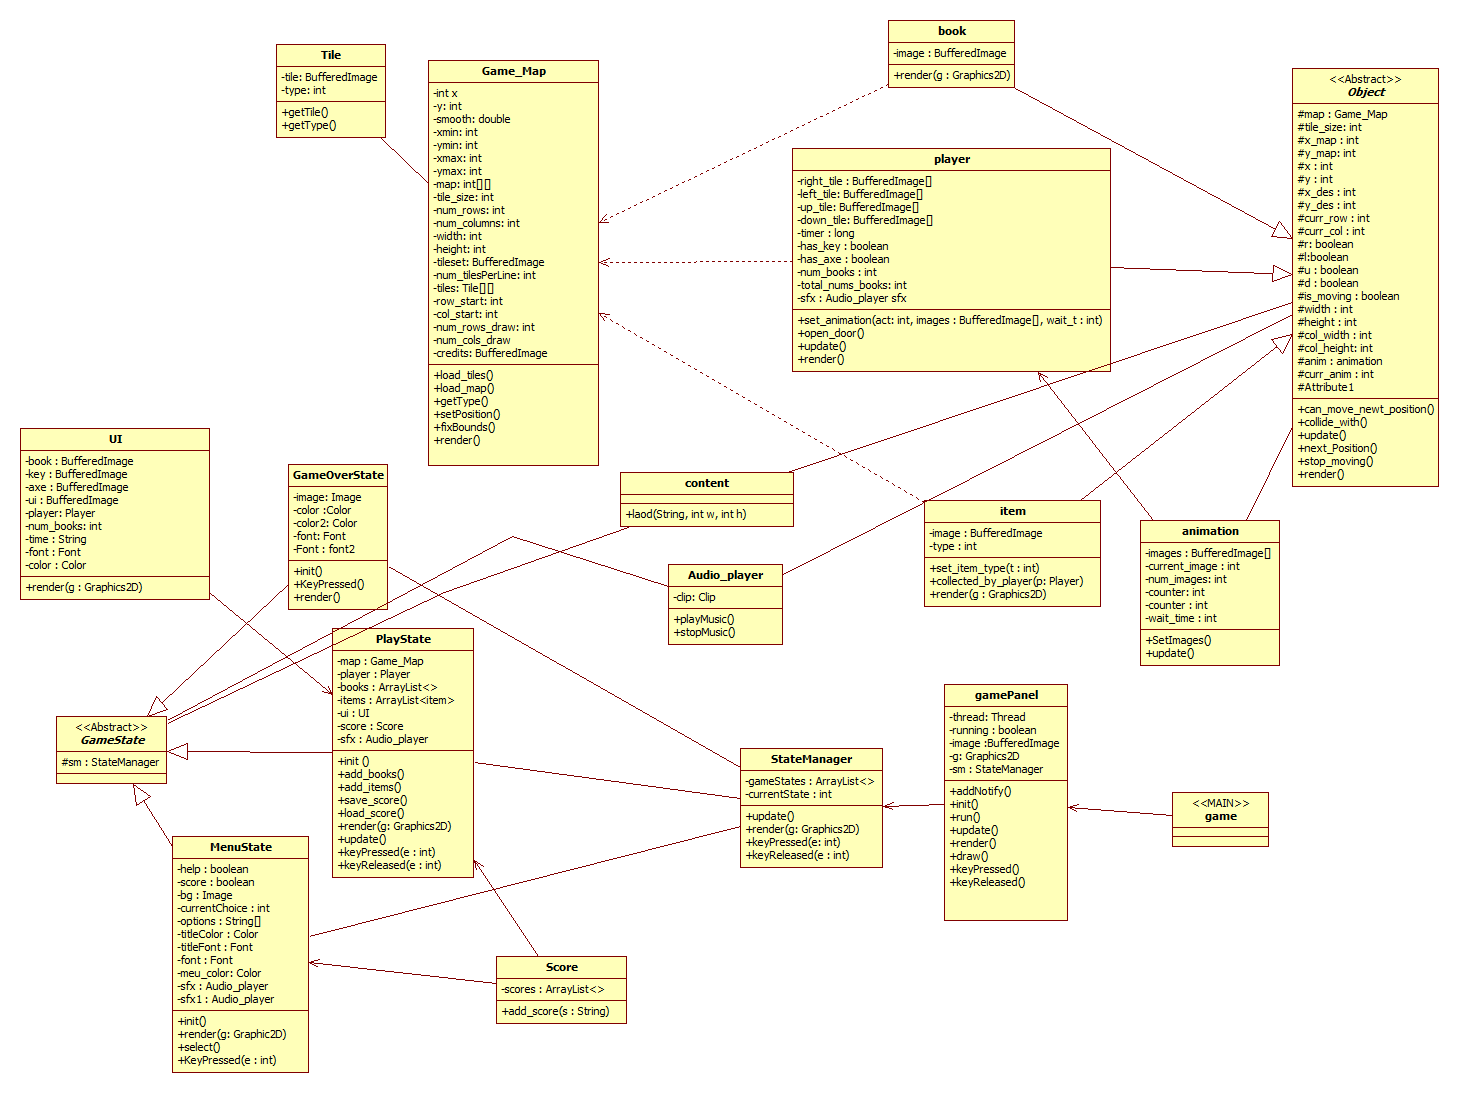 book
-image : BufferedImage
+render(g : Graphics2D)
Tile
-tile: BufferedImage
-type: int
+getTile()
+getType()
Game_Map
-int x
-y: int
-smooth: double
-xmin: int
-ymin: int
-xmax: int
-ymax: int
-map: int[][]
-tile_size: int
-num_rows: int
-num_columns: int
-width: int
-height: int
-tileset: BufferedImage
-num_tilesPerLine: int
-tiles: Tile[][]
-row_start: int
-col_start: int
-num_rows_draw: int
-num_cols_draw
-credits: BufferedImage
+load_tiles()
+load_map()
+getType()
+setPosition()
+fixBounds()
+render()
<<Abstract>>
Object
#map : Game_Map
#tile_size: int
#x_map : int
#y_map: int
#x : int
#y : int
#x_des : int
#y_des : int
#curr_row : int
#curr_col : int
#r: boolean
#l:boolean
#u : boolean
#d : boolean
#is_moving : boolean
#width : int
#height : int
#col_width: int
#col_height: int
#anim : animation
#curr_anim : int
#Attribute1
+can_move_newt_position()
+collide_with()
+update()
+next_Position()
+stop_moving()
+render()
player
-right_tile : BufferedImage[]
-left_tile: BufferedImage[]
-up_tile: BufferedImage[]
-down_tile: BufferedImage[]
-timer : long
-has_key : boolean
-has_axe : boolean
-num_books : int
-total_nums_books: int
-sfx : Audio_player sfx
+set_animation(act: int, images : BufferedImage[], wait_t : int)
+open_door()
+update()
+render()
UI
-book : BufferedImage
-key : BufferedImage
-axe : BufferedImage
-ui : BufferedImage
-player: Player
-num_books: int
-time : String
-font : Font
-color : Color
+render(g : Graphics2D)
GameOverState
-image: Image
-color :Color
-color2: Color
-font: Font
-Font : font2
+init()
+KeyPressed()
+render()
content
+laod(String, int w, int h)
item
-image : BufferedImage
-type : int
+set_item_type(t : int)
+collected_by_player(p: Player)
+render(g : Graphics2D)
animation
-images : BufferedImage[]
-current_image : int
-num_images: int
-counter: int
-counter : int
-wait_time : int
+SetImages()
+update()
Audio_player
-clip: Clip
+playMusic()
+stopMusic()
PlayState
-map : Game_Map
-player : Player
-books : ArrayList<>
-items : ArrayList<item>
-ui : UI
-score : Score
-sfx : Audio_player
+init ()
+add_books()
+add_items()
+save_score()
+load_score()
+render(g: Graphics2D)
+update()
+keyPressed(e : int)
+keyReleased(e : int)
<<Abstract>>
GameState
#sm : StateManager
gamePanel
-thread: Thread
-running : boolean
-image :BufferedImage
-g: Graphics2D
-sm : StateManager
+addNotify()
+init()
+run()
+update()
+render()
+draw()
+keyPressed()
+keyReleased()
StateManager
-gameStates : ArrayList<>
-currentState : int
+update()
+render(g: Graphics2D)
+keyPressed(e: int)
+keyReleased(e : int)
<<MAIN>>
game
MenuState
-help : boolean
-score : boolean
-bg : Image
-currentChoice : int
-options : String[]
-titleColor : Color
-titleFont : Font
-font : Font
-meu_color: Color
-sfx : Audio_player
-sfx1 : Audio_player
+init()
+render(g: Graphic2D)
+select()
+KeyPressed(e : int)
Score
-scores : ArrayList<>
+add_score(s : String)